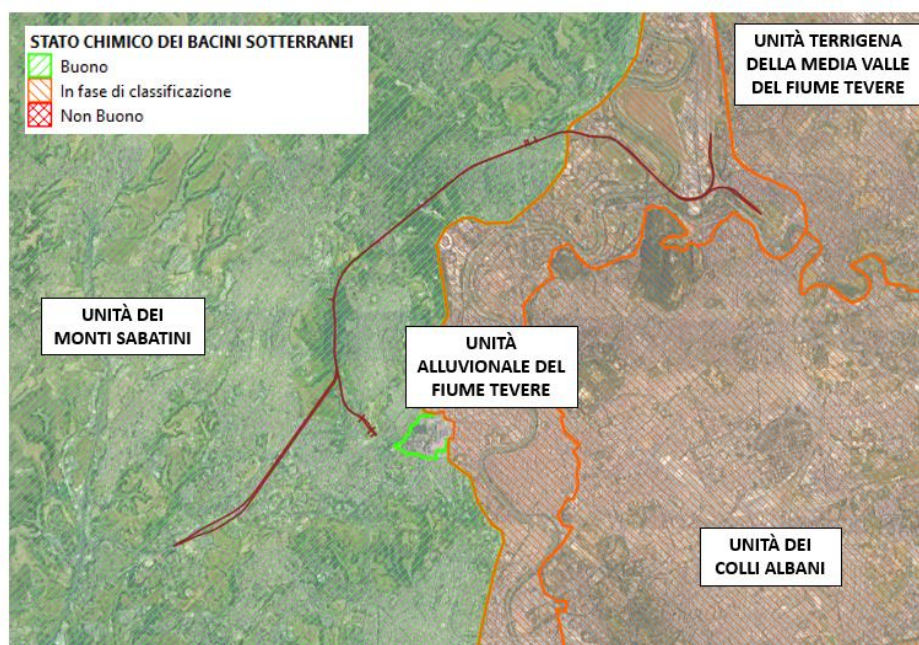 STATO CHIMICO DEI BACINI SOTTERRANEI
Buono
In fase di classificazione
Non Buono
UNITÀ TERRIGENA
DELLA MEDIA VALLE
DEL FIUME TEVERE
UNITÀ DEI
MONTI SABATINI
UNITÀ
ALLUVIONALE DEL
FIUME TEVERE
UNITÀ DEI
COLLI ALBANI